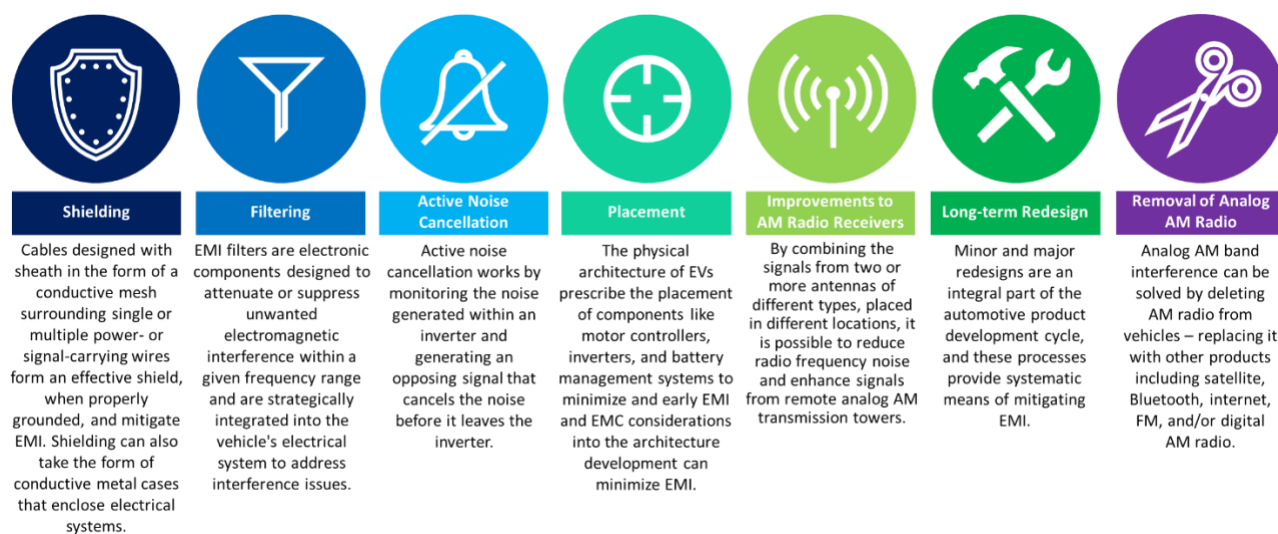 Shielding
Cables designed with
sheath in the form of a
conductive mesh
surrounding single or
multiple power- or
signal-carrying wires
form an effective shield,
when properly
grounded, and mitigate
EMI. Shielding can also
take the form of
conductive metal cases
that enclose electrical
systems.
Filtering
EMI filters are electronic
components designed to
attenuate or suppress
unwanted
electromagnetic
interference within a
given frequency range
and are strategically
integrated into the
vehicle's electrical
system to address
interference issues.
Active Noise
Cancellation
Active noise
cancellation works by
monitoring the noise
generated within an
inverter and
generating an
opposing signal that
cancels the noise
before it leaves the
inverter.
Placement
The physical
architecture of EVs
prescribe the placement
of components like
motor controllers,
inverters, and battery
management systems to
minimize and early EMI
and EMC considerations
into the architecture
development can
minimize EMI.
Improvements to
AM Radio Receivers
By combining the
signals from two or
more antennas of
different types, placed
in different locations, it
is possible to reduce
radio frequency noise
and enhance signals
from remote analog AM
transmission towers.
Long-term Redesign
Minor and major
redesigns are an
integral part of the
automotive product
development cycle,
and these processes
provide systematic
means of mitigating
EMI.
Removal of Analog
AM Radio
Analog AM band
interference can be
solved by deleting
AM radio from
vehicles – replacing it
with other products
including satellite,
Bluetooth, internet,
FM, and/or digital
AM radio.